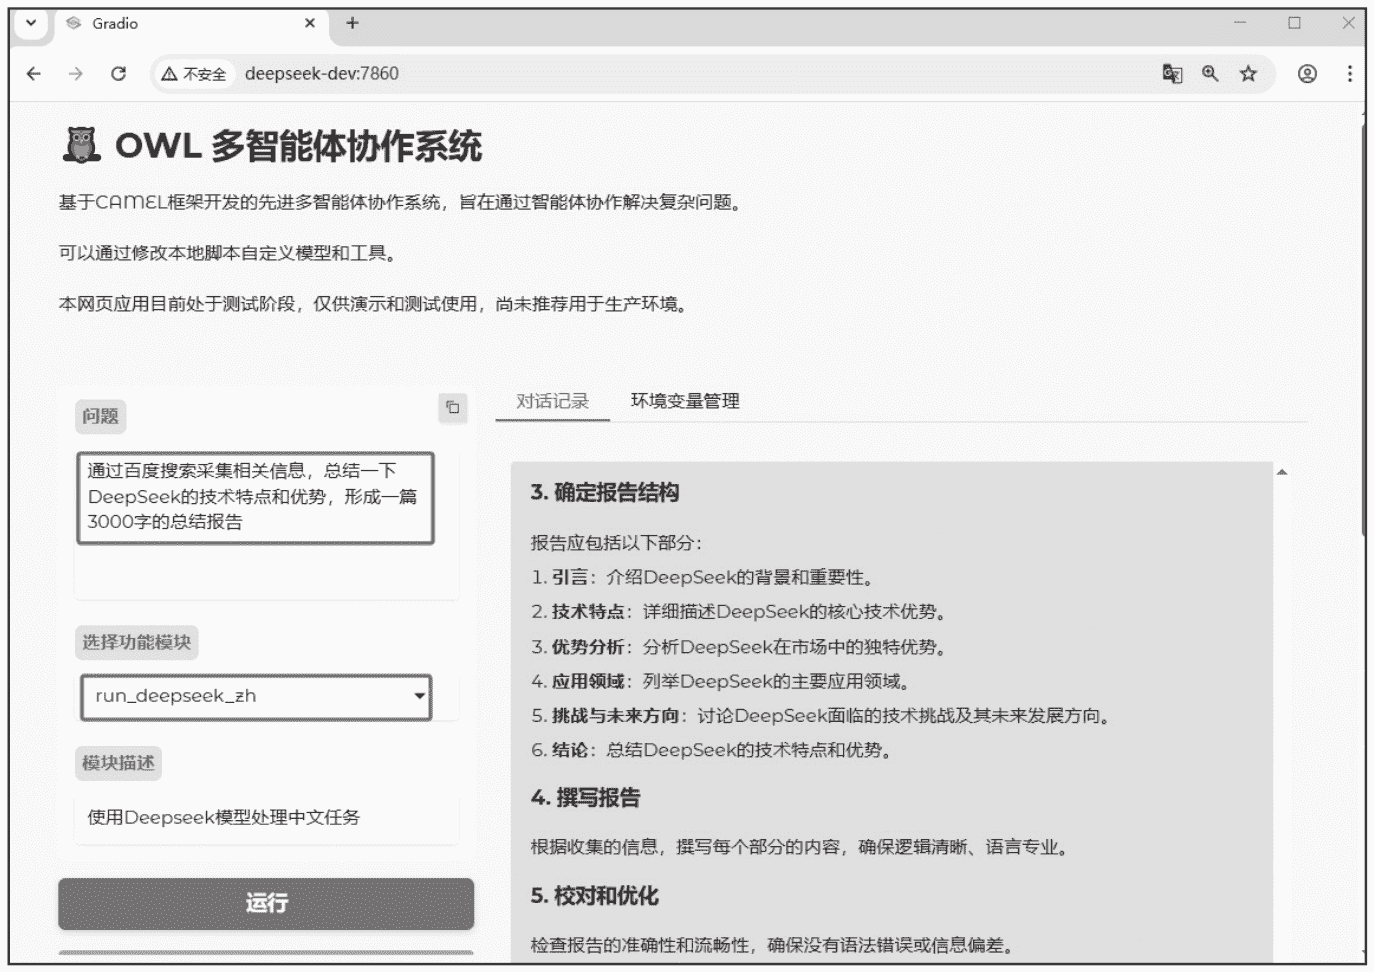 Gradio
不安全
deepseek-dev:7860
OWL 多智能体协作系统
基于CAMEL框架开发的先进多智能体协作系统，旨在通过智能体协作解决复杂问题。
可以通过修改本地脚本自定义模型和工具。
本网页应用目前处于测试阶段，仅供演示和测试使用，尚未推荐用于生产环境。
问题
通过百度搜索采集相关信息，总结一下
DeepSeek的技术特点和优势，形成一篇
3000字的总结报告
选择功能模块
run_deepseek_zh
模块描述
使用Deepseek模型处理中文任务
运行
对话记录
环境变量管理
3. 确定报告结构
报告应包括以下部分：
1. 引言：介绍DeepSeek的背景和重要性。
2. 技术特点：详细描述DeepSeek的核心技术优势。
3. 优势分析：分析DeepSeek在市场中的独特优势。
4. 应用领域：列举DeepSeek的主要应用领域。
5. 挑战与未来方向：讨论DeepSeek面临的技术挑战及其未来发展方向。
6. 结论：总结DeepSeek的技术特点和优势。
4. 撰写报告
根据收集的信息，撰写每个部分的内容，确保逻辑清晰、语言专业。
5. 校对和优化
检查报告的准确性和流畅性，确保没有语法错误或信息偏差。